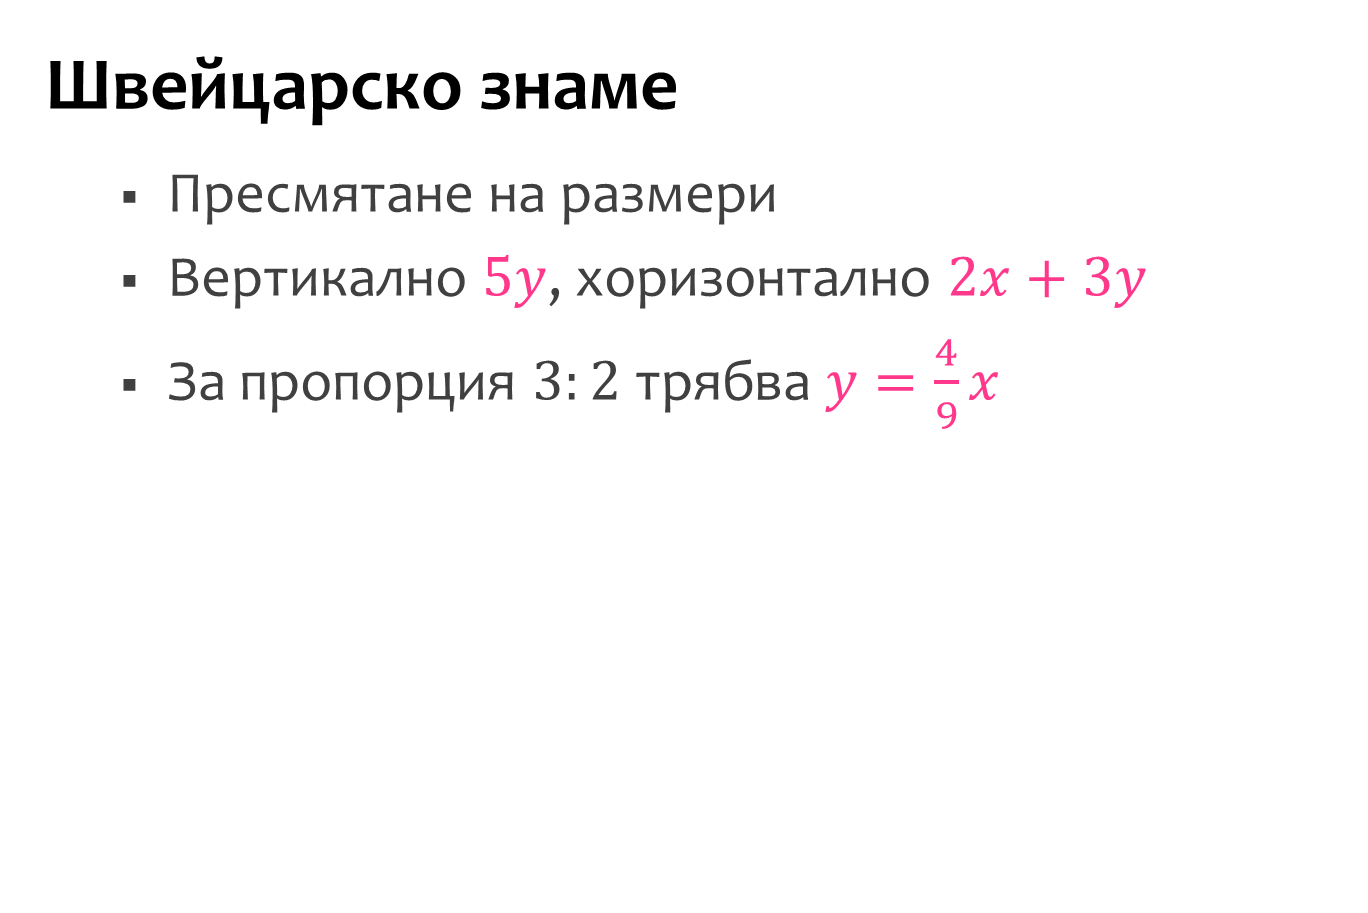 Швейцарско знаме
▪ Пресмятане на размери
▪ Вертикално 5y, хоризонтално 2x + 3y
▪ За пропорция 3: 2 трябва y = 4/9 x